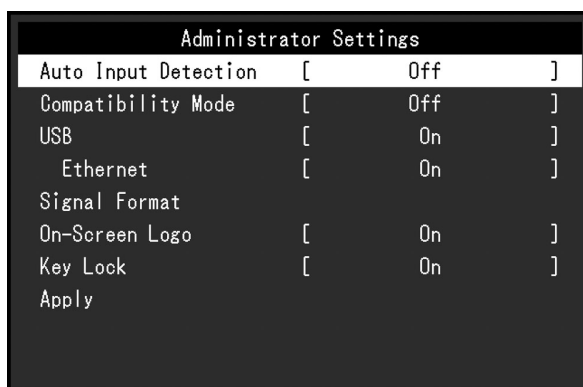 Administrator Settings
Auto Input Detection [ Off ]
Compatibility Mode [ Off ]
USB [ On ]
Ethernet [ On ]
Signal Format
On-Screen Logo [ On ]
Key Lock [ On ]
Apply